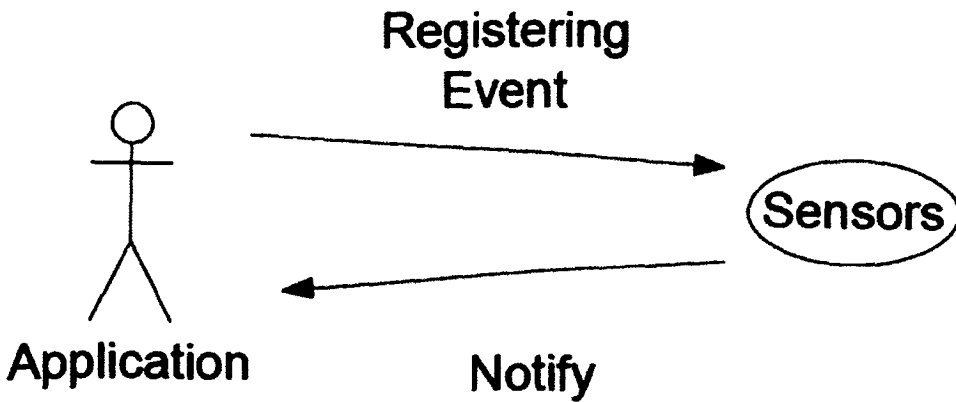 Registering
Event
Sensors
Application
Notify